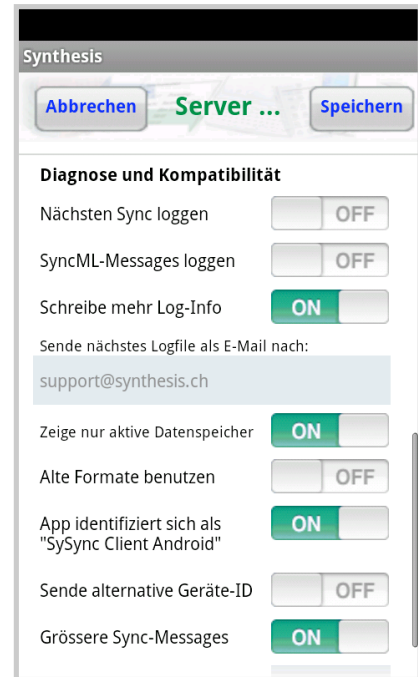 Synthesis
Abbrechen Server ... Speichern
Diagnose und Kompatibilität
Nächsten Sync loggen OFF
SyncML-Messages loggen OFF
Schreibe mehr Log-Info ON
Sende nächstes Logfile als E-Mail nach:
support@synthesis.ch
Zeige nur aktive Datenspeicher ON
Alte Formate benutzen OFF
App identifiziert sich als ON
"SySync Client Android"
Sende alternative Geräte-ID OFF
Grössere Sync-Messages ON